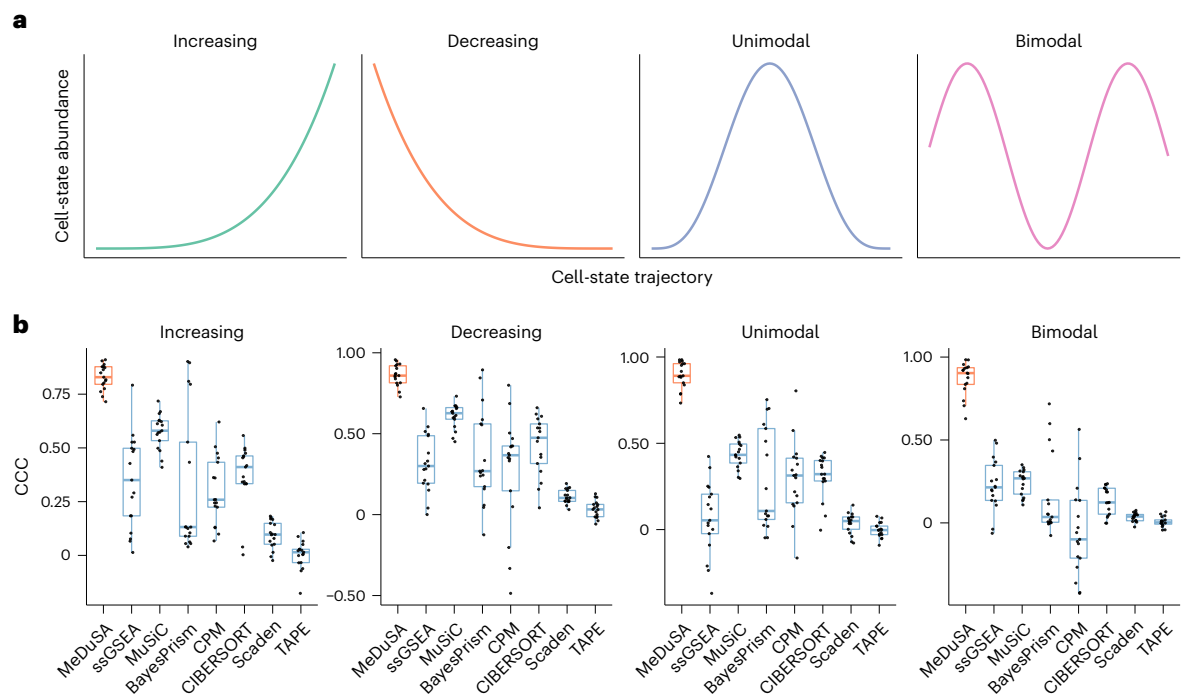 a
Increasing
Decreasing
Unimodal
Bimodal
Cell-state abundance
Cell-state trajectory
b
Increasing
Decreasing
Unimodal
Bimodal
CCC
0.75
0.50
0.25
0
1.00
0.50
0
−0.50
1.00
0.50
0
1.00
0.50
0
MeDuSA
ssGSEA
MuSiC
BayesPrism
CPM
CIBERSORT
Scaden
TAPE
MeDuSA
ssGSEA
MuSiC
BayesPrism
CPM
CIBERSORT
Scaden
TAPE
MeDuSA
ssGSEA
MuSiC
BayesPrism
CPM
CIBERSORT
Scaden
TAPE
MeDuSA
ssGSEA
MuSiC
BayesPrism
CPM
CIBERSORT
Scaden
TAPE